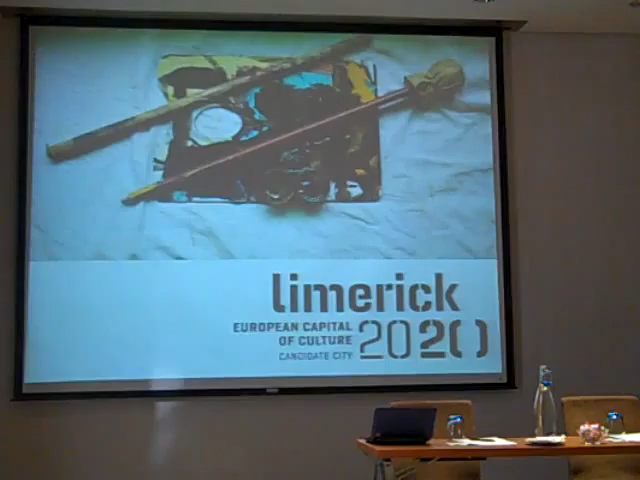 limerick
EUROPEAN CAPITAL
OF CULTURE
CANDIDATE CITY
2020